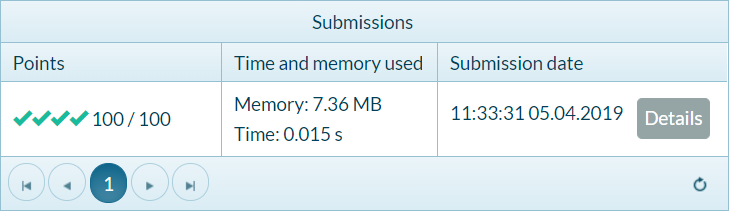 Submissions
Points Time and memory used Submission date
100 / 100 Memory: 7.36 MB 11:33:31 05.04.2019 Details
Time: 0.015 s
1